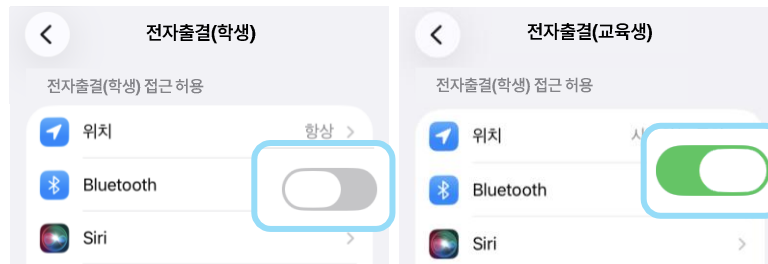 전자출결(학생)
전자출결(학생) 접근 허용
위치 항상
Bluetooth
Siri
전자출결(교육생)
전자출결(학생) 접근 허용
위치
Bluetooth
Siri